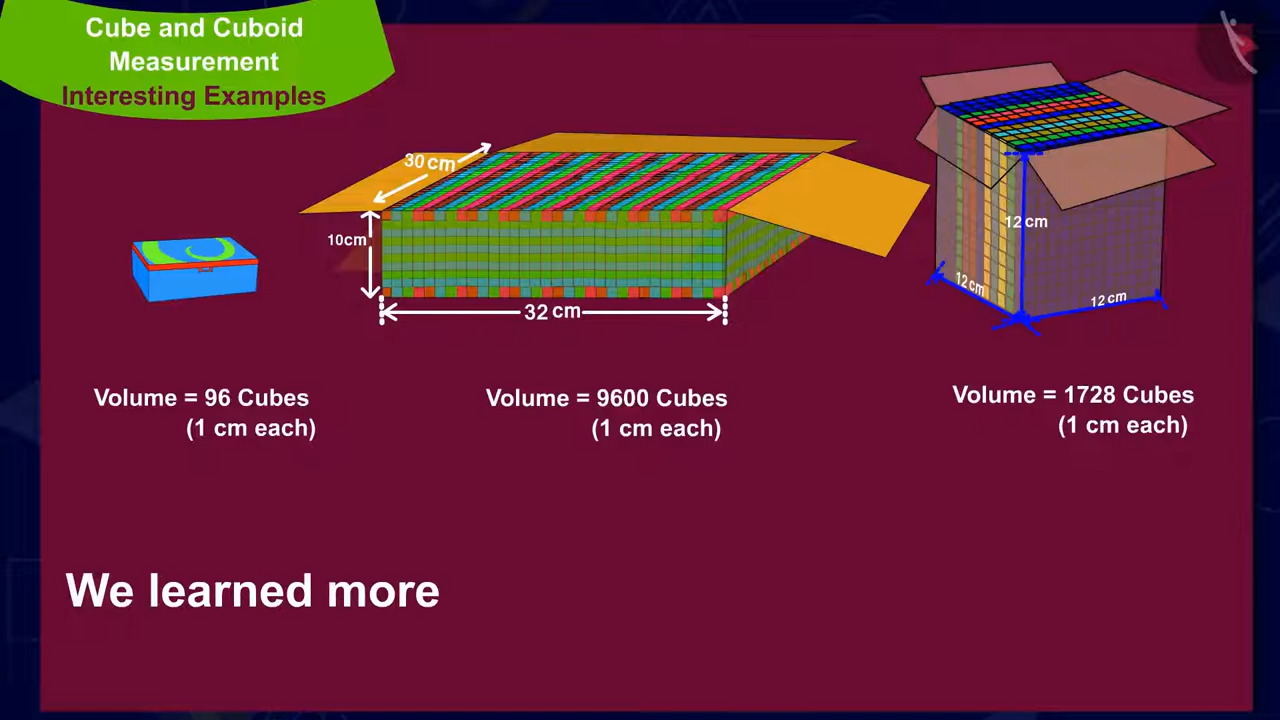 Cube and Cuboid
Measurement
Interesting Examples
30 cm
10cm
32 cm
12 cm
12 cm
12 cm
Volume = 96 Cubes
(1 cm each)
Volume = 9600 Cubes
(1 cm each)
Volume = 1728 Cubes
(1 cm each)
We learned more